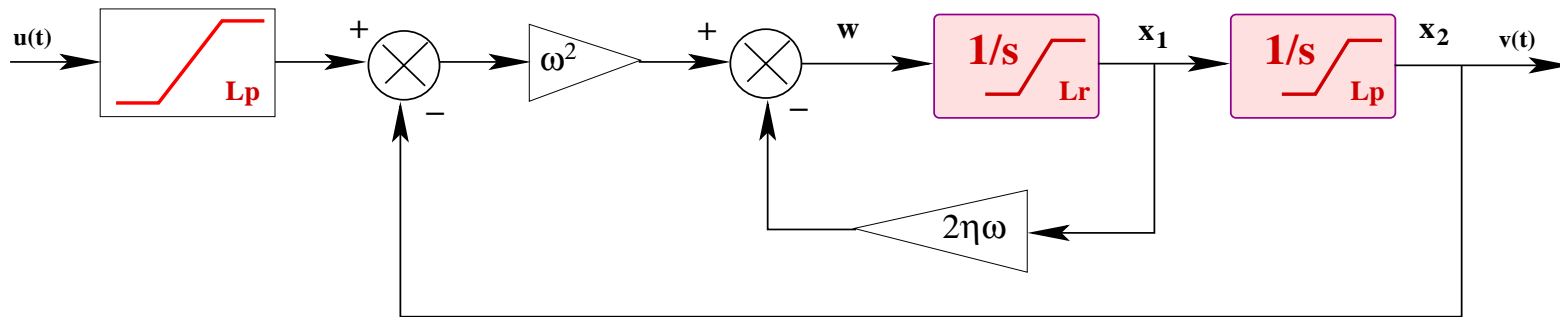 u(t)
Lp
+
−
ω²
+
−
w
1/s
Lr
x₁
1/s
Lp
x₂
v(t)
2ηω